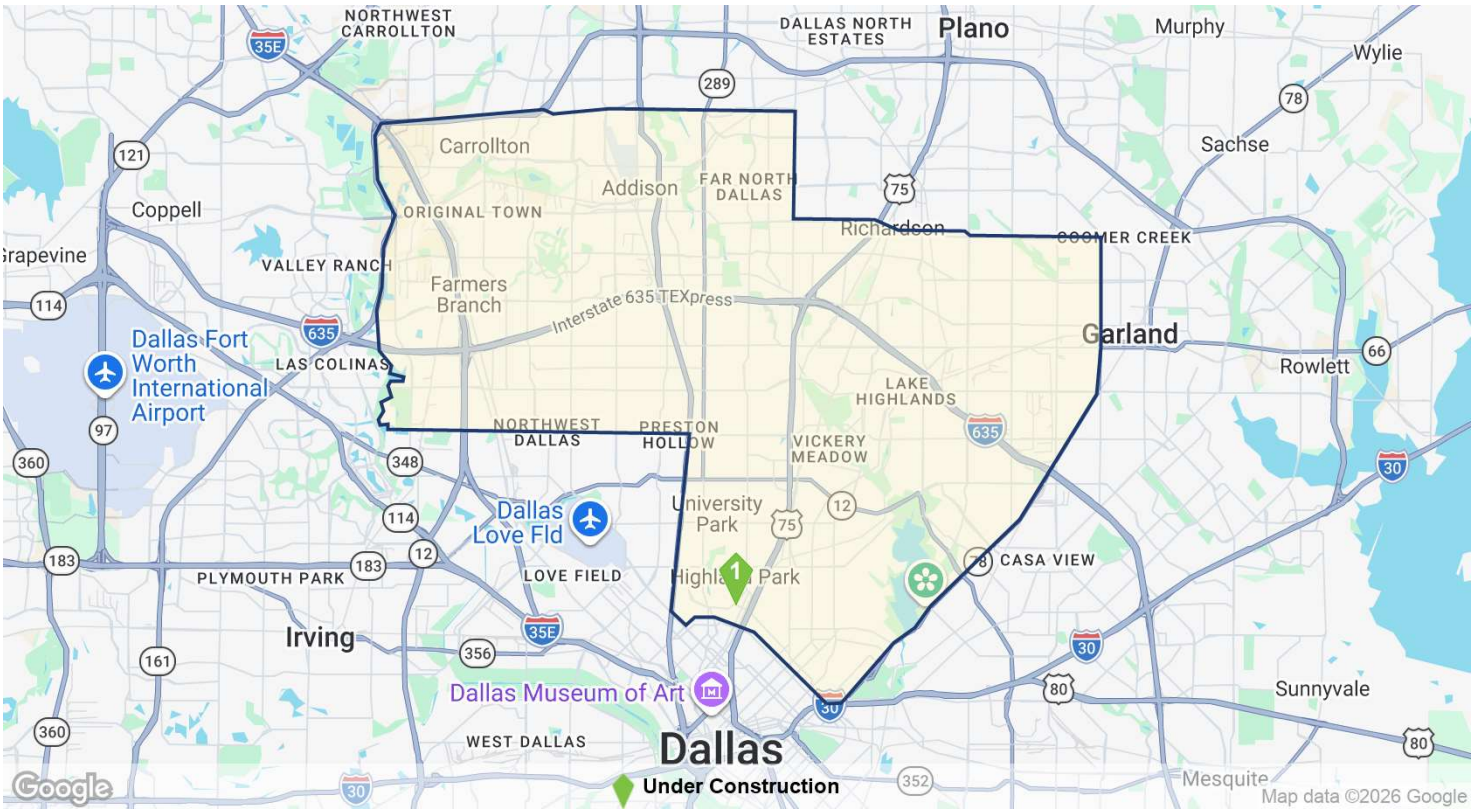 NORTHWEST
CARROLLTON
35E
DALLAS NORTH
ESTATES
Plano
Murphy
Wylie
289
78
Sachse
121
Carrollton
Addison
FAR NORTH
DALLAS
75
Coppell
ORIGINAL TOWN
Richardson
COOMER CREEK
Grapevine
VALLEY RANCH
Farmers
Branch
Interstate 635 TEXpress
114
635
Garland
66
Rowlett
Dallas Fort
Worth
International
Airport
LAS COLINAS
LAKE
HIGHLANDS
97
NORTHWEST
DALLAS
PRESTON
HOLLOW
VICKERY
MEADOW
635
30
360
348
University
Park
12
75
114
Dallas
Love Fld
12
183
PLYMOUTH PARK
183
LOVE FIELD
1
Highland Park
78
CASA VIEW
Irving
35E
356
161
30
Dallas Museum of Art
80
Sunnyvale
30
360
WEST DALLAS
Dallas
80
Google
30
Under Construction
352
Mesquite
Map data ©2026 Google